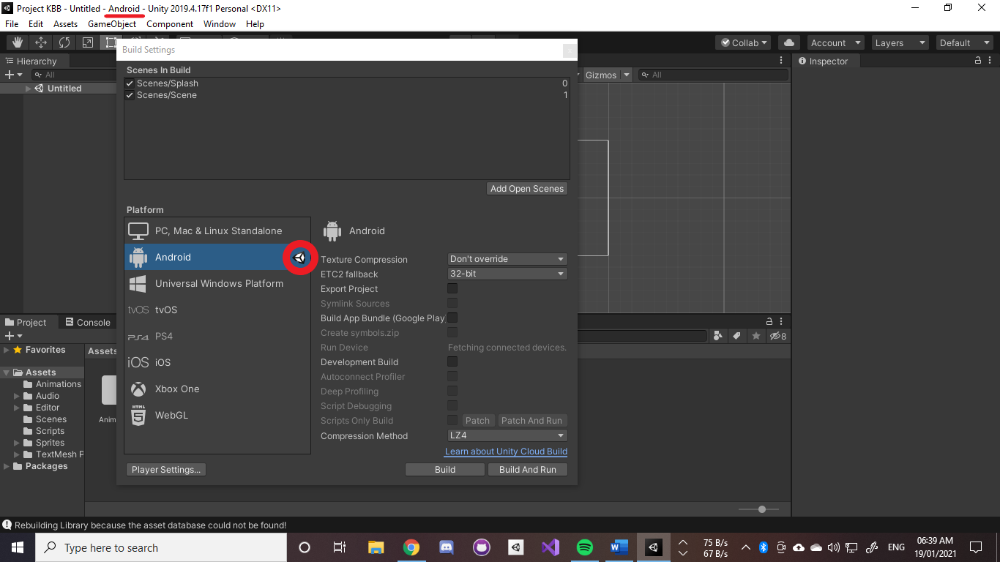 Project KBB - Untitled - Android - Unity 2019.4.17f1 Personal <DX11>
File Edit Assets GameObject Component Window Help
Collab Account Layers Default
Build Settings
Hierarchy
Inspector
All
Gizmos
All
Untitled
Scenes In Build
Scenes/Splash 0
Scenes/Scene 1
Add Open Scenes
Platform
PC, Mac & Linux Standalone
Android
Universal Windows Platform
tvOS tvOS
PS4
iOS iOS
Xbox One
HTML
WebGL
Android
Texture Compression Don't override
ETC2 fallback 32-bit
Export Project
Symlink Sources
Build App Bundle (Google Play
Create symbols.zip
Run Device Fetching connected devices.
Development Build
Autoconnect Profiler
Deep Profiling
Script Debugging
Scripts Only Build Patch Patch And Run
Compression Method LZ4
Learn about Unity Cloud Build
Player Settings... Build Build And Run
Project Console
8
Favorites
Assets
Animations
Audio
Editor
Scenes
Scripts
Sprites
TextMesh P
Packages
Assets
Anim
Rebuilding Library because the asset database could not be found!
Type here to search
75 B/s
67 B/s
ENG
06:39 AM
19/01/2021